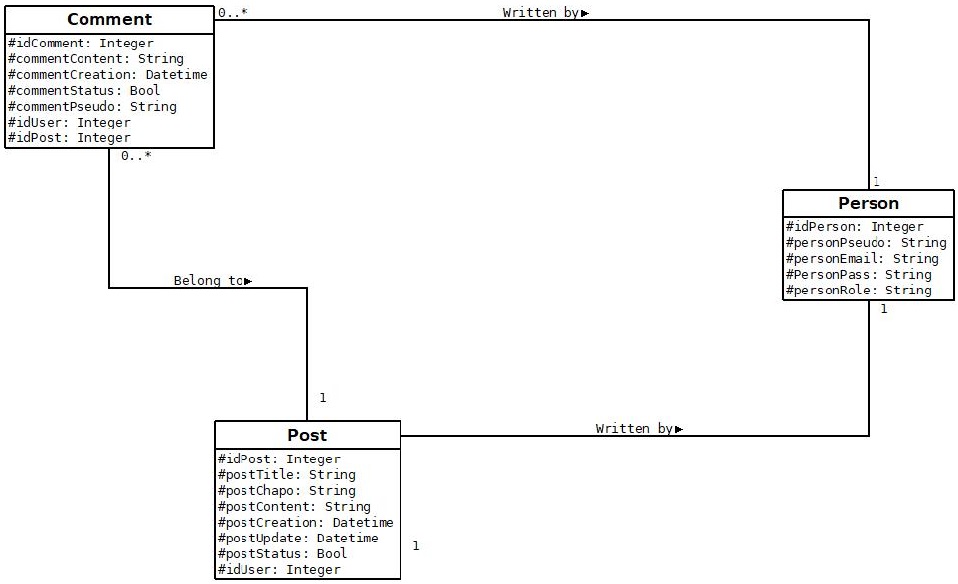 Comment
#idComment: Integer
#commentContent: String
#commentCreation: Datetime
#commentStatus: Bool
#commentPseudo: String
#idUser: Integer
#idPost: Integer
0..*
Written by
1
0..*
Person
#idPerson: Integer
#personPseudo: String
#personEmail: String
#PersonPass: String
#personRole: String
1
Belong to
1
Written by
Post
#idPost: Integer
#postTitle: String
#postChapo: String
#postContent: String
#postCreation: Datetime
#postUpdate: Datetime
#postStatus: Bool
#idUser: Integer
1